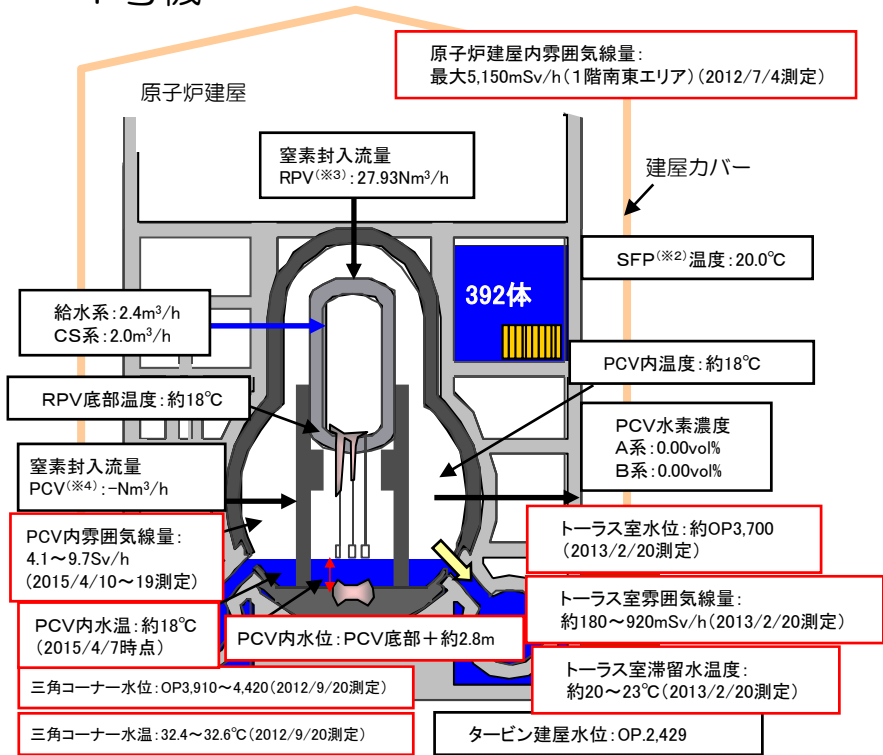 原子炉建屋内雰囲気線量：
最大5,150mSv/h（1階南東エリア）（2012/7/4測定）
原子炉建屋
窒素封入流量
RPV(※3)：27.93Nm³/h
建屋カバー
SFP(※2)温度：20.0℃
392体
給水系：2.4m³/h
CS系：2.0m³/h
PCV内温度：約18℃
RPV底部温度：約18℃
PCV水素濃度
A系：0.00vol%
B系：0.00vol%
窒素封入流量
PCV(※4)：-Nm³/h
PCV内雰囲気線量：
4.1～9.7Sv/h
（2015/4/10～19測定）
トーラス室水位：約OP3,700
（2013/2/20測定）
トーラス室雰囲気線量：
約180～920mSv/h（2013/2/20測定）
PCV内水温：約18℃
（2015/4/7時点）
PCV内水位：PCV底部＋約2.8m
トーラス室滞留水温度：
約20～23℃（2013/2/20測定）
三角コーナー水位：OP3,910～4,420（2012/9/20測定）
三角コーナー水温：32.4～32.6℃（2012/9/20測定）
タービン建屋水位：OP.2,429